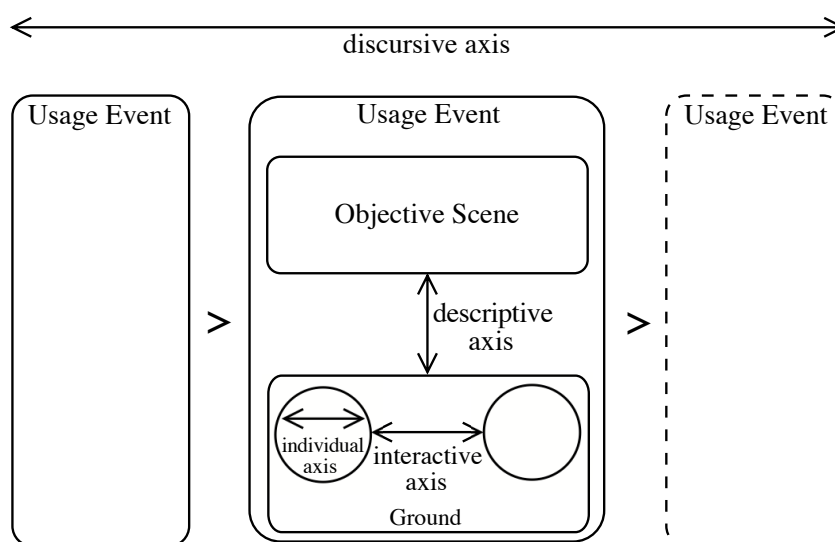 discursive axis
Usage Event
Usage Event
Usage Event
Objective Scene
>
>
descriptive
axis
individual
axis
interactive
axis
Ground